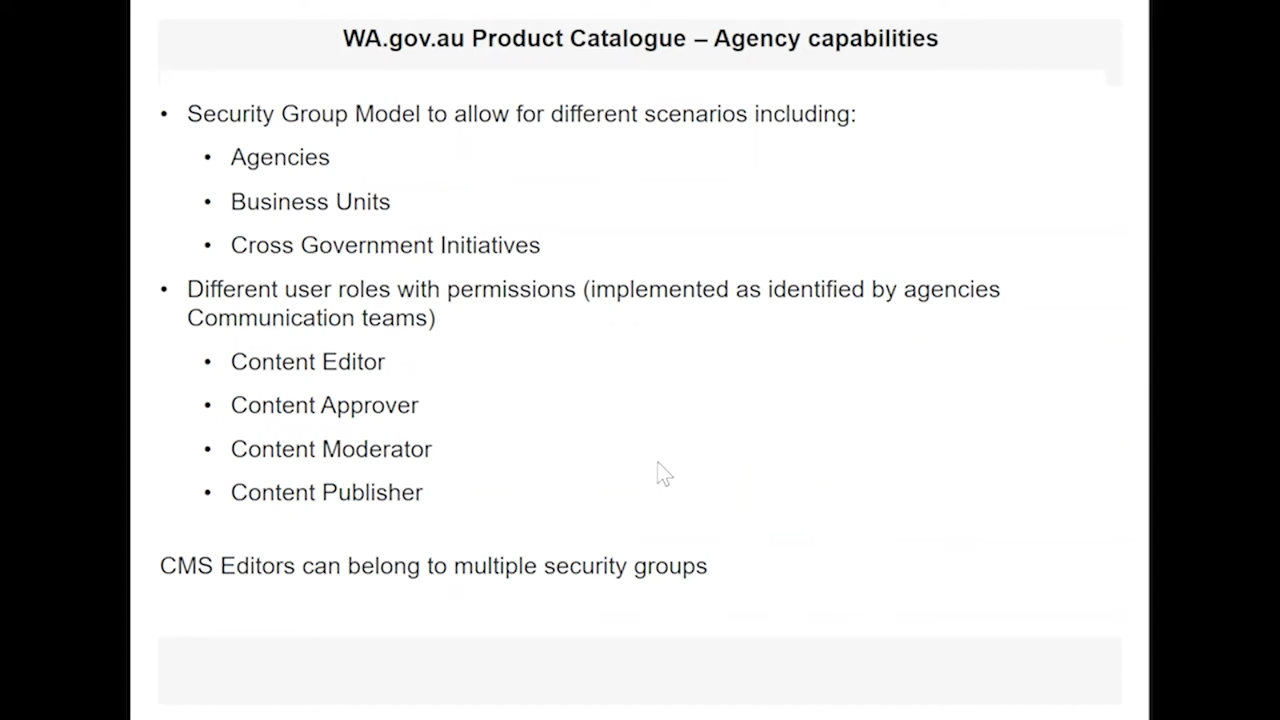 WA.gov.au Product Catalogue – Agency capabilities
• Security Group Model to allow for different scenarios including:
• Agencies
• Business Units
• Cross Government Initiatives
• Different user roles with permissions (implemented as identified by agencies
Communication teams)
• Content Editor
• Content Approver
• Content Moderator
• Content Publisher
CMS Editors can belong to multiple security groups